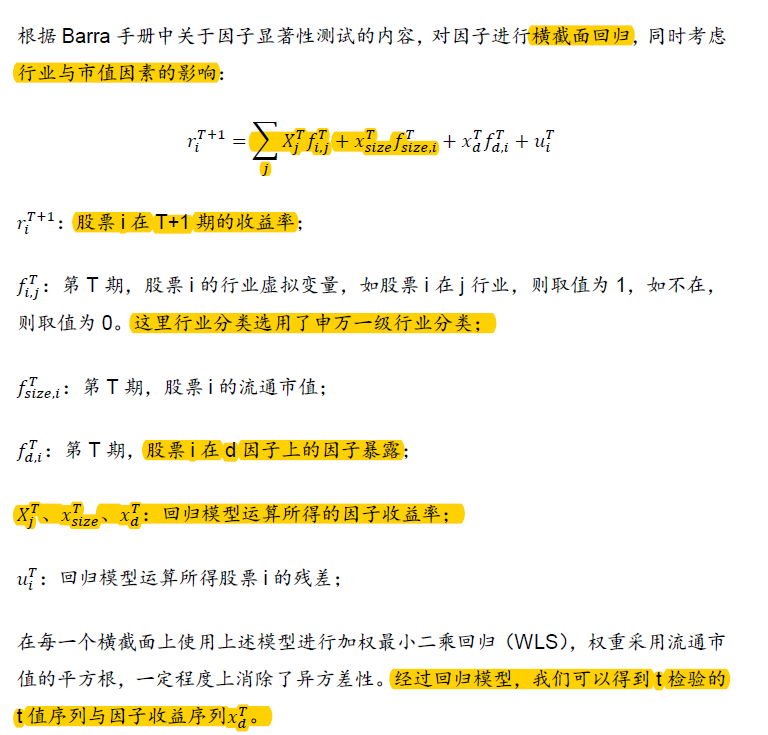 根据 Barra 手册中关于因子显著性测试的内容，对因子进行横截面回归，同时考虑
行业与市值因素的影响：
$r_i^{T+1} = \sum_j X_j^T f_{i,j}^T + x_{size}^T f_{size,i}^T + x_d^T f_{d,i}^T + u_i^T$
$r_i^{T+1}$：股票 i 在 T+1 期的收益率；
$f_{i,j}^T$：第 T 期，股票 i 的行业虚拟变量，如股票 i 在 j 行业，则取值为 1，如不在，
则取值为 0。这里行业分类选用了申万一级行业分类；
$f_{size,i}^T$：第 T 期，股票 i 的流通市值；
$f_{d,i}^T$：第 T 期，股票 i 在 d 因子上的因子暴露；
$X_j^T$、$x_{size}^T$、$x_d^T$：回归模型运算所得的因子收益率；
$u_i^T$：回归模型运算所得股票 i 的残差；
在每一个横截面上使用上述模型进行加权最小二乘回归（WLS），权重采用流通市
值的平方根，一定程度上消除了异方差性。经过回归模型，我们可以得到 t 检验的
t 值序列与因子收益序列$x_d^T$。